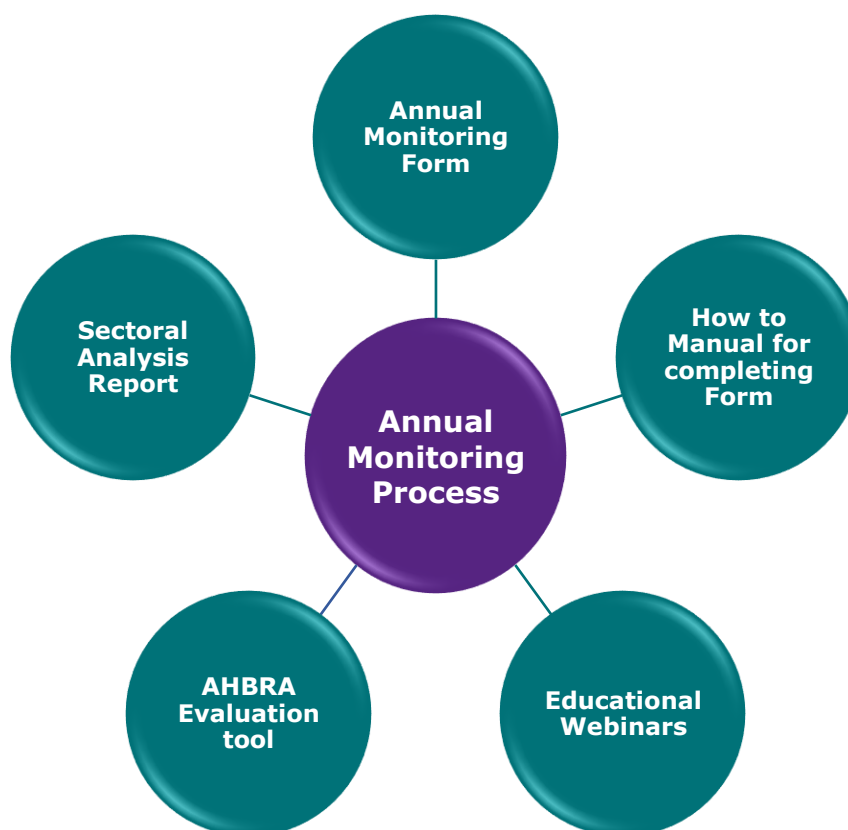 Annual
Monitoring
Form
Sectoral
Analysis
Report
How to
Manual for
completing
Form
Annual
Monitoring
Process
AHBRA
Evaluation
tool
Educational
Webinars